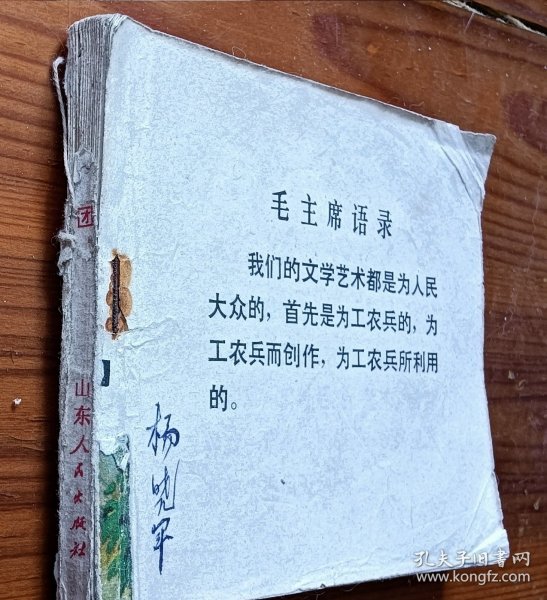 毛主席语录
我们的文学艺术都是为人民
大众的，首先是为工农兵的，为
工农兵而创作，为工农兵所利用
的。
杨晓军
团
山东人民出版社
孔夫子旧书网
www.kongfz.com